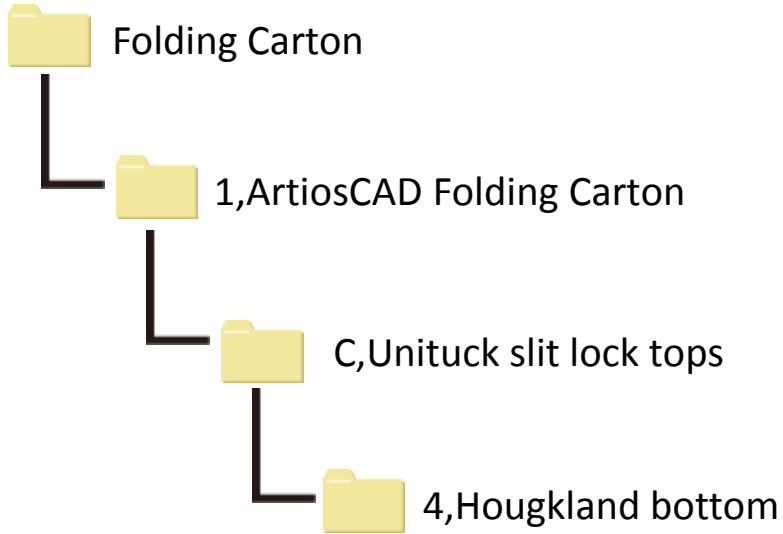 Folding Carton
1,ArtiosCAD Folding Carton
C,Unituck slit lock tops
4,Hougkland bottom